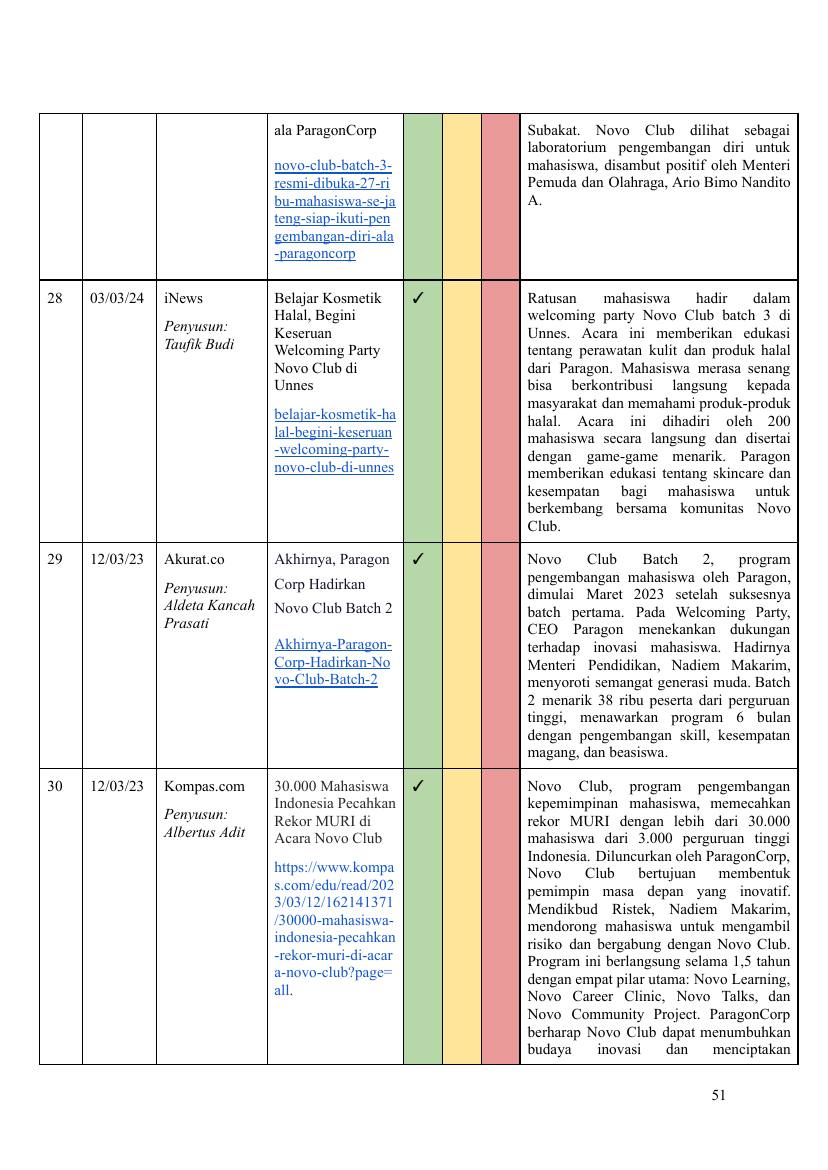 ala ParagonCorp
novo-club-batch-3-
resmi-dibuka-27-ri
bu-mahasiswa-se-ja
teng-siap-ikuti-pen
gembangan-diri-ala
-paragoncorp
Subakat. Novo Club dilihat sebagai
laboratorium pengembangan diri untuk
mahasiswa, disambut positif oleh Menteri
Pemuda dan Olahraga, Ario Bimo Nandito
A.
28
03/03/24
iNews
Penyusun:
Taufik Budi
Belajar Kosmetik
Halal, Begini
Keseruan
Welcoming Party
Novo Club di
Unnes
belajar-kosmetik-ha
lal-begini-keseruan
-welcoming-party-
novo-club-di-unnes
✓
Ratusan mahasiswa hadir dalam
welcoming party Novo Club batch 3 di
Unnes. Acara ini memberikan edukasi
tentang perawatan kulit dan produk halal
dari Paragon. Mahasiswa merasa senang
bisa berkontribusi langsung kepada
masyarakat dan memahami produk-produk
halal. Acara ini dihadiri oleh 200
mahasiswa secara langsung dan disertai
dengan game-game menarik. Paragon
memberikan edukasi tentang skincare dan
kesempatan bagi mahasiswa untuk
berkembang bersama komunitas Novo
Club.
29
12/03/23
Akurat.co
Penyusun:
Aldeta Kancah
Prasati
Akhirnya, Paragon
Corp Hadirkan
Novo Club Batch 2
Akhirnya-Paragon-
Corp-Hadirkan-No
vo-Club-Batch-2
✓
Novo Club Batch 2, program
pengembangan mahasiswa oleh Paragon,
dimulai Maret 2023 setelah suksesnya
batch pertama. Pada Welcoming Party,
CEO Paragon menekankan dukungan
terhadap inovasi mahasiswa. Hadirnya
Menteri Pendidikan, Nadiem Makarim,
menyoroti semangat generasi muda. Batch
2 menarik 38 ribu peserta dari perguruan
tinggi, menawarkan program 6 bulan
dengan pengembangan skill, kesempatan
magang, dan beasiswa.
30
12/03/23
Kompas.com
Penyusun:
Albertus Adit
30.000 Mahasiswa
Indonesia Pecahkan
Rekor MURI di
Acara Novo Club
https://www.kompa
s.com/edu/read/202
3/03/12/162141371
/30000-mahasiswa-
indonesia-pecahkan
-rekor-muri-di-acar
a-novo-club?page=
all.
✓
Novo Club, program pengembangan
kepemimpinan mahasiswa, memecahkan
rekor MURI dengan lebih dari 30.000
mahasiswa dari 3.000 perguruan tinggi
Indonesia. Diluncurkan oleh ParagonCorp,
Novo Club bertujuan membentuk
pemimpin masa depan yang inovatif.
Mendikbud Ristek, Nadiem Makarim,
mendorong mahasiswa untuk mengambil
risiko dan bergabung dengan Novo Club.
Program ini berlangsung selama 1,5 tahun
dengan empat pilar utama: Novo Learning,
Novo Career Clinic, Novo Talks, dan
Novo Community Project. ParagonCorp
berharap Novo Club dapat menumbuhkan
budaya inovasi dan menciptakan
51